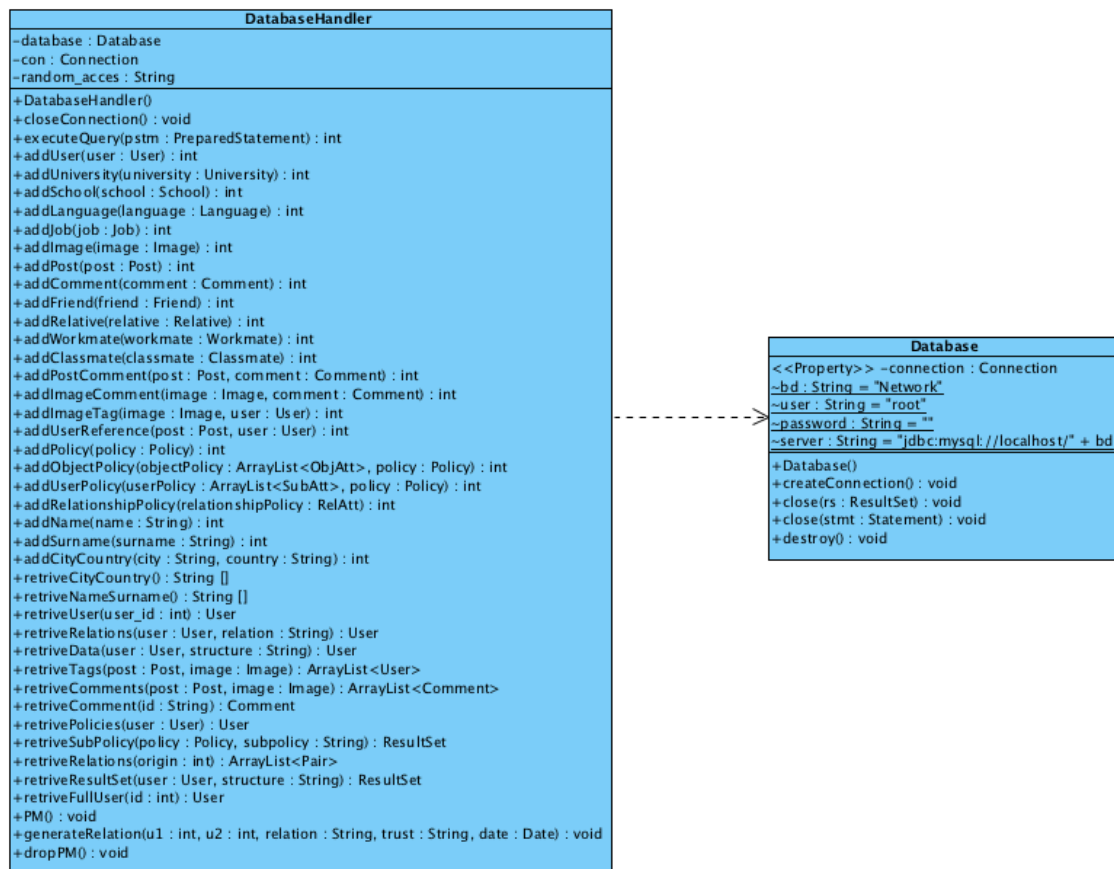 DatabaseHandler
-database : Database
-con : Connection
-random_acces : String
+DatabaseHandler()
+closeConnection() : void
+executeQuery(pstm : PreparedStatement) : int
+addUser(user : User) : int
+addUniversity(university : University) : int
+addSchool(school : School) : int
+addLanguage(language : Language) : int
+addJob(job : Job) : int
+addImage(image : Image) : int
+addPost(post : Post) : int
+addComment(comment : Comment) : int
+addFriend(friend : Friend) : int
+addRelative(relative : Relative) : int
+addWorkmate(workmate : Workmate) : int
+addClassmate(classmate : Classmate) : int
+addPostComment(post : Post, comment : Comment) : int
+addImageComment(image : Image, comment : Comment) : int
+addImageTag(image : Image, user : User) : int
+addUserReference(post : Post, user : User) : int
+addPolicy(policy : Policy) : int
+addObjectPolicy(objectPolicy : ArrayList<ObjAtt>, policy : Policy) : int
+addUserPolicy(userPolicy : ArrayList<SubAtt>, policy : Policy) : int
+addRelationshipPolicy(relationshipPolicy : RelAtt) : int
+addName(name : String) : int
+addSurname(surname : String) : int
+addCityCountry(city : String, country : String) : int
+retriveCityCountry() : String []
+retriveNameSurname() : String []
+retriveUser(user_id : int) : User
+retriveRelations(user : User, relation : String) : User
+retriveData(user : User, structure : String) : User
+retriveTags(post : Post, image : Image) : ArrayList<User>
+retriveComments(post : Post, image : Image) : ArrayList<Comment>
+retriveComment(id : String) : Comment
+retrivePolicies(user : User) : User
+retriveSubPolicy(policy : Policy, subpolicy : String) : ResultSet
+retriveRelations(origin : int) : ArrayList<Pair>
+retriveResultSet(user : User, structure : String) : ResultSet
+retriveFullUser(id : int) : User
+PM() : void
+generateRelation(u1 : int, u2 : int, relation : String, trust : String, date : Date) : void
+dropPM() : void
Database
<<Property>> -connection : Connection
~bd : String = "Network"
~user : String = "root"
~password : String = ""
~server : String = "jdbc:mysql://localhost/" + bd
+Database()
+createConnection() : void
+close(rs : ResultSet) : void
+close(stmt : Statement) : void
+destroy() : void